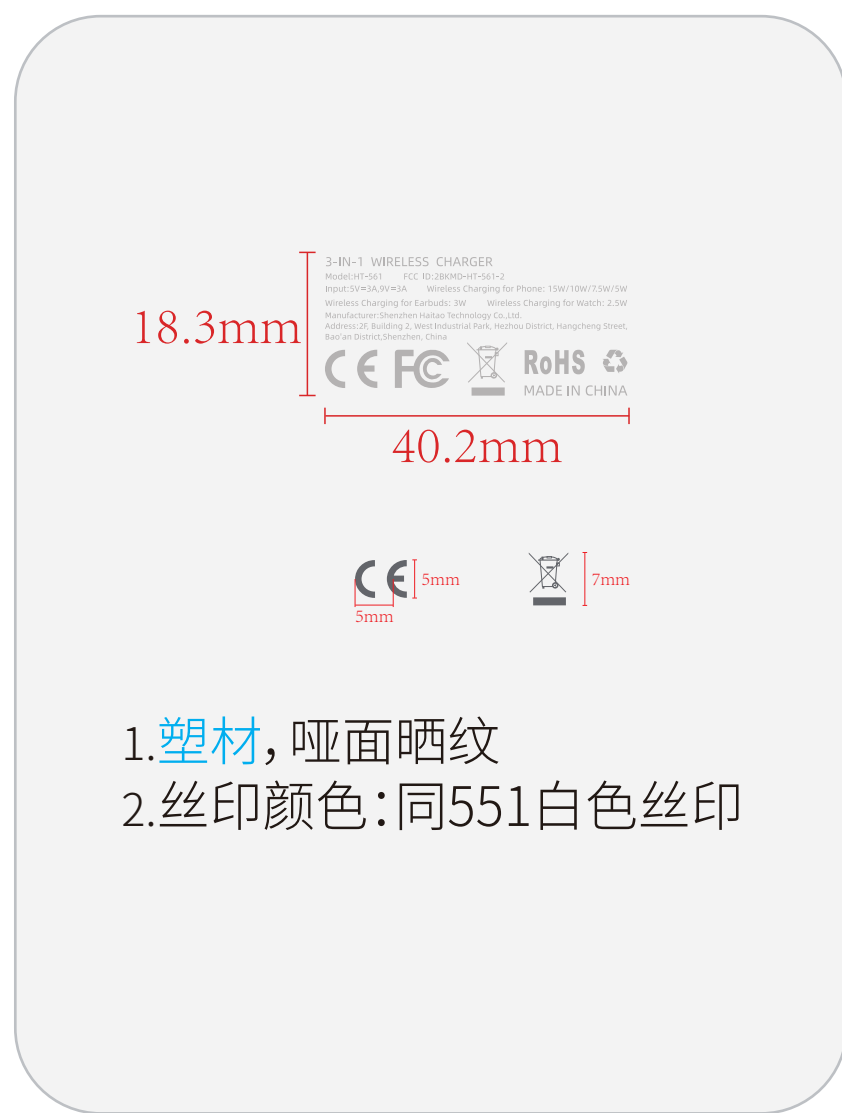 3-IN-1 WIRELESS CHARGER
Model:HT-561 FCC ID:2BKMD-HT-561-2
Input:5V=3A,9V=3A Wireless Charging for Phone: 15W/10W/7.5W/5W
Wireless Charging for Earbuds: 3W Wireless Charging for Watch: 2.5W
Manufacturer:Shenzhen Haitao Technology Co.,Ltd.
Address:2F, Building 2, West Industrial Park, Hezhou District, Hangcheng Street,
Bao'an District,Shenzhen, China
18.3mm
CE FC RoHS
MADE IN CHINA
40.2mm
CE 5mm 7mm
5mm
1.塑材，哑面晒纹
2.丝印颜色：同551白色丝印